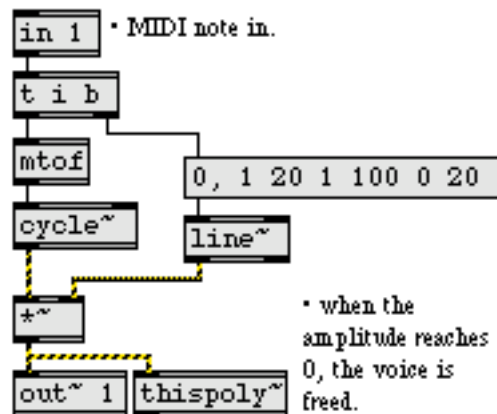 in 1
• MIDI note in.
t i b
mtof
0, 1 20 1 100 0 20
cycle~
line~
*~
• when the
amplitude reaches
0, the voice is
freed.
out~ 1
thispoly~